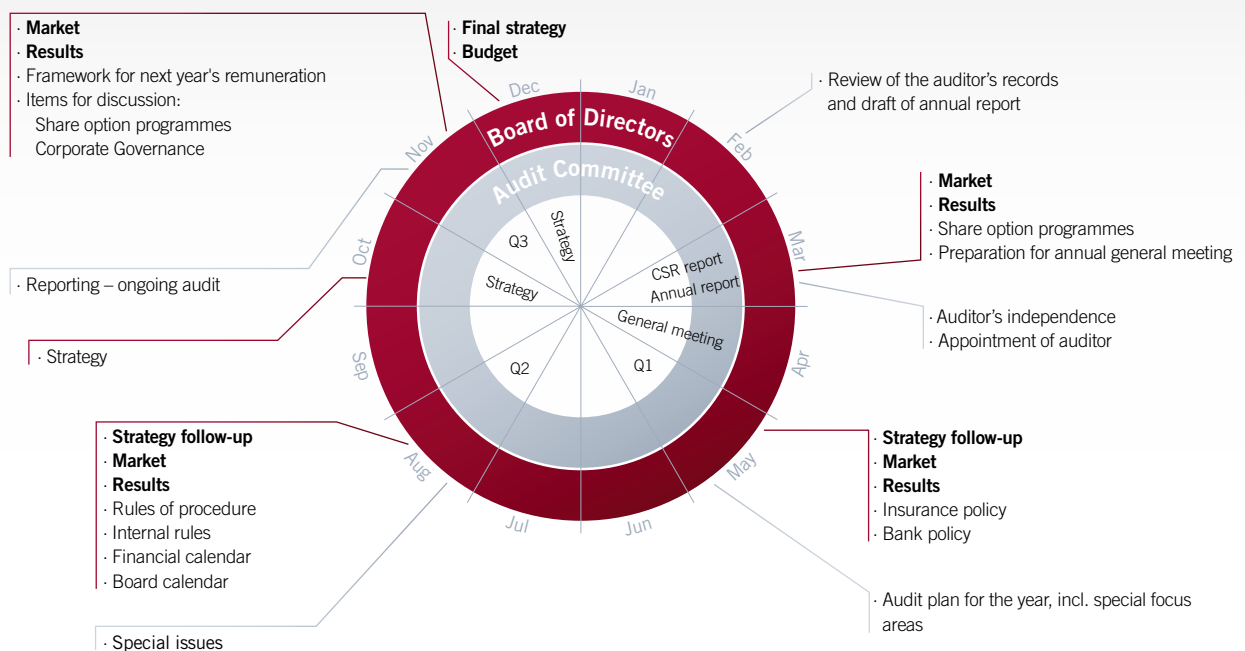 · Market
· Results
· Framework for next year's remuneration
· Items for discussion:
Share option programmes
Corporate Governance
· Final strategy
· Budget
· Review of the auditor's records
and draft of annual report
· Market
· Results
· Share option programmes
· Preparation for annual general meeting
· Auditor's independence
· Appointment of auditor
· Strategy follow-up
· Market
· Results
· Insurance policy
· Bank policy
· Audit plan for the year, incl. special focus
areas
· Reporting – ongoing audit
· Strategy
· Strategy follow-up
· Market
· Results
· Rules of procedure
· Internal rules
· Financial calendar
· Board calendar
· Special issues
Jan
Feb
Mar
Apr
May
Jun
Jul
Aug
Sep
Oct
Nov
Dec
Board of Directors
Audit Committee
Strategy
Q3
Strategy
Q2
CSR report
Annual report
General meeting
Q1